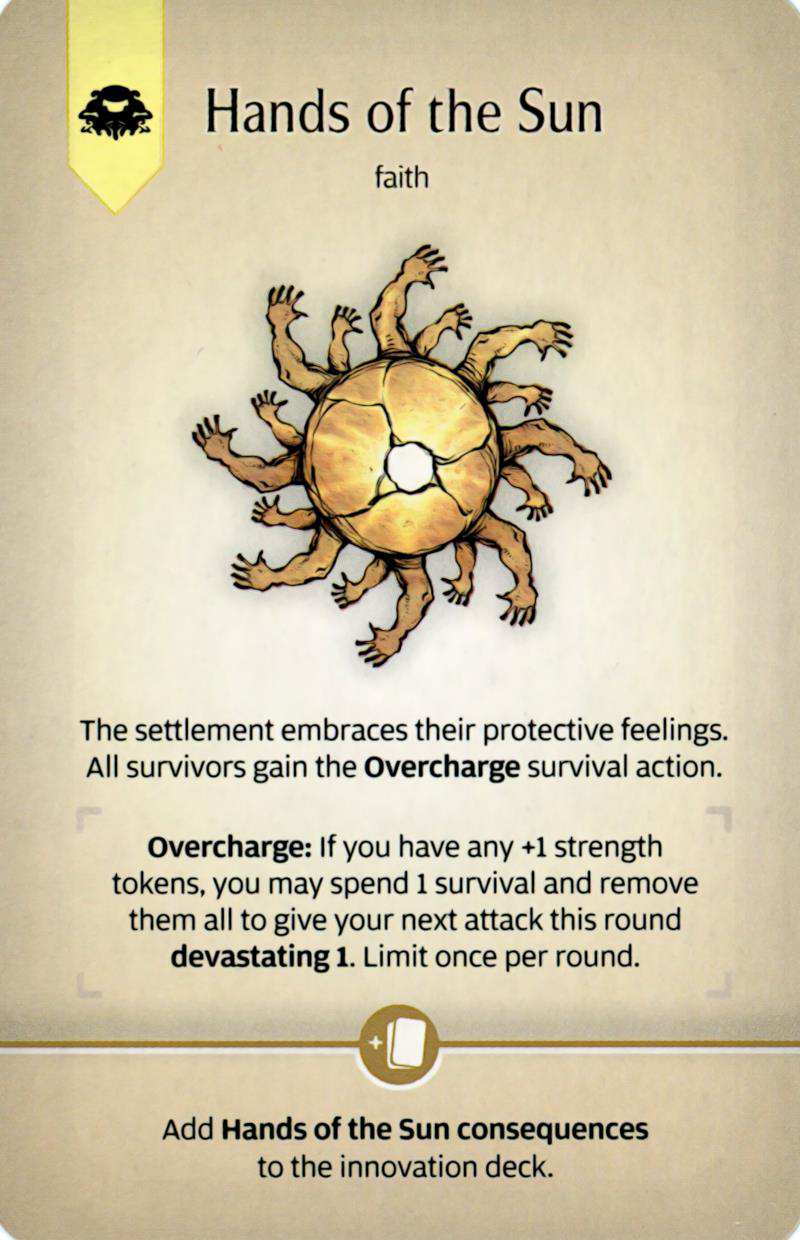 Hands of the Sun
faith
The settlement embraces their protective feelings.
All survivors gain the Overcharge survival action.
Overcharge: If you have any +1 strength
tokens, you may spend 1 survival and remove
them all to give your next attack this round
devastating 1. Limit once per round.
+
Add Hands of the Sun consequences
to the innovation deck.